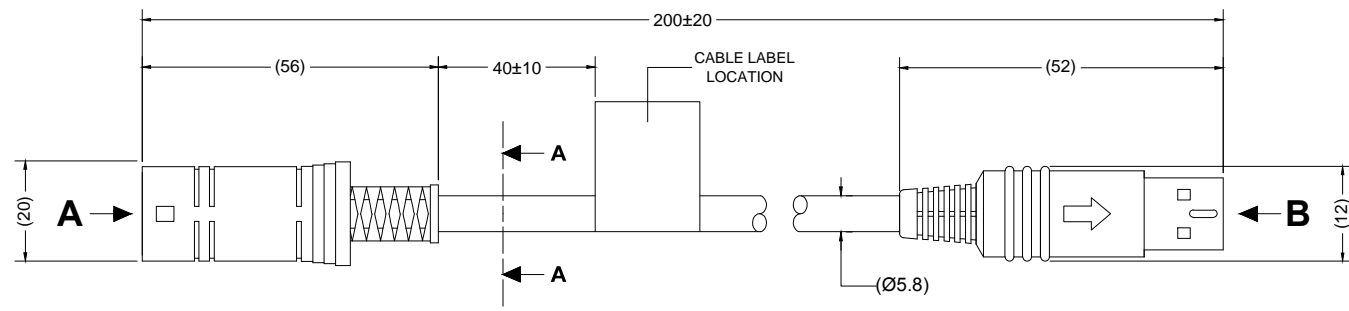 200±20
(56)
40±10
CABLE LABEL
LOCATION
(52)
A
(20)
A
B
(12)
A
(Ø5.8)